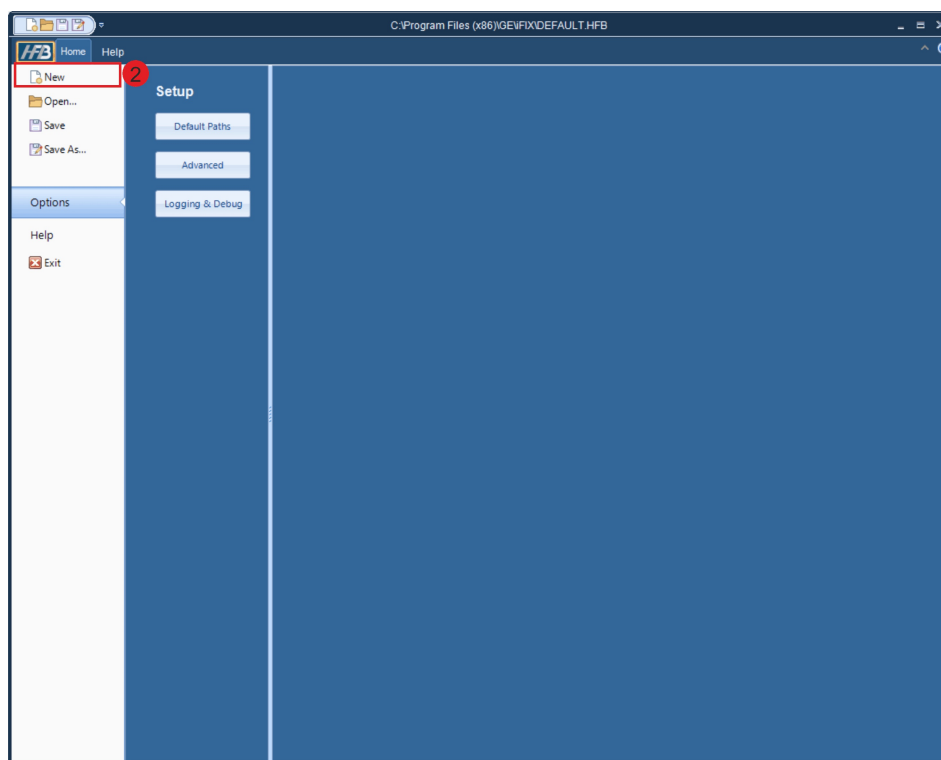 C:\Program Files (x86)\GE\iFIX\DEFAULT.HFB
HFB Home Help
New
2
Open...
Save
Save As...
Options
Help
Exit
Setup
Default Paths
Advanced
Logging & Debug